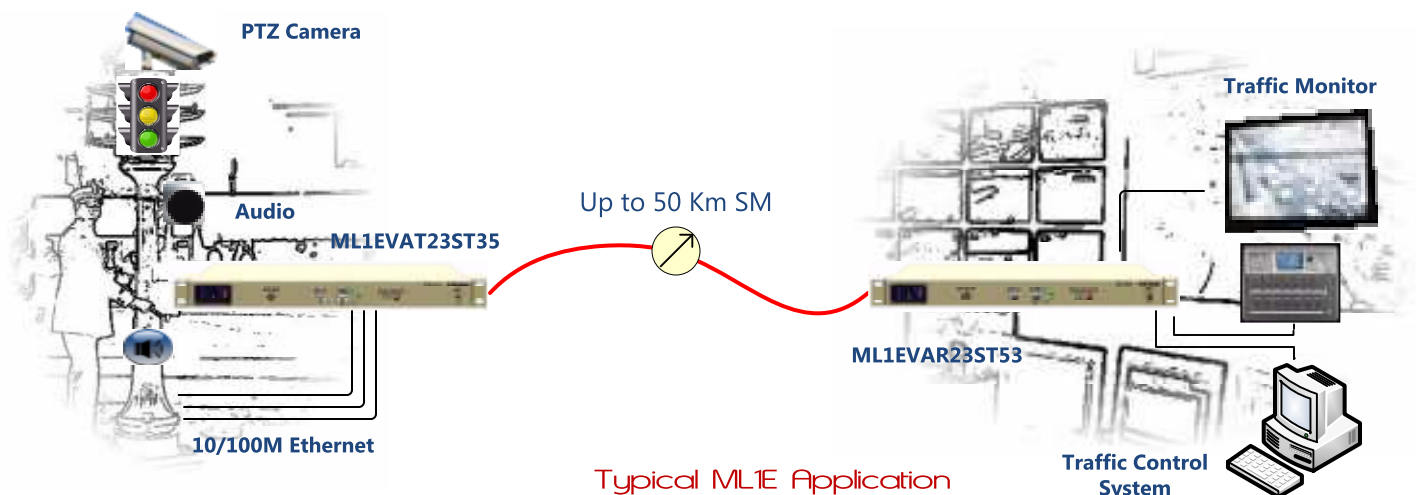 PTZ Camera
Traffic Monitor
Up to 50 Km SM
Audio
ML1EVAT23ST35
ML1EVAR23ST53
10/100M Ethernet
Traffic Control
System
Typical ML1E Application